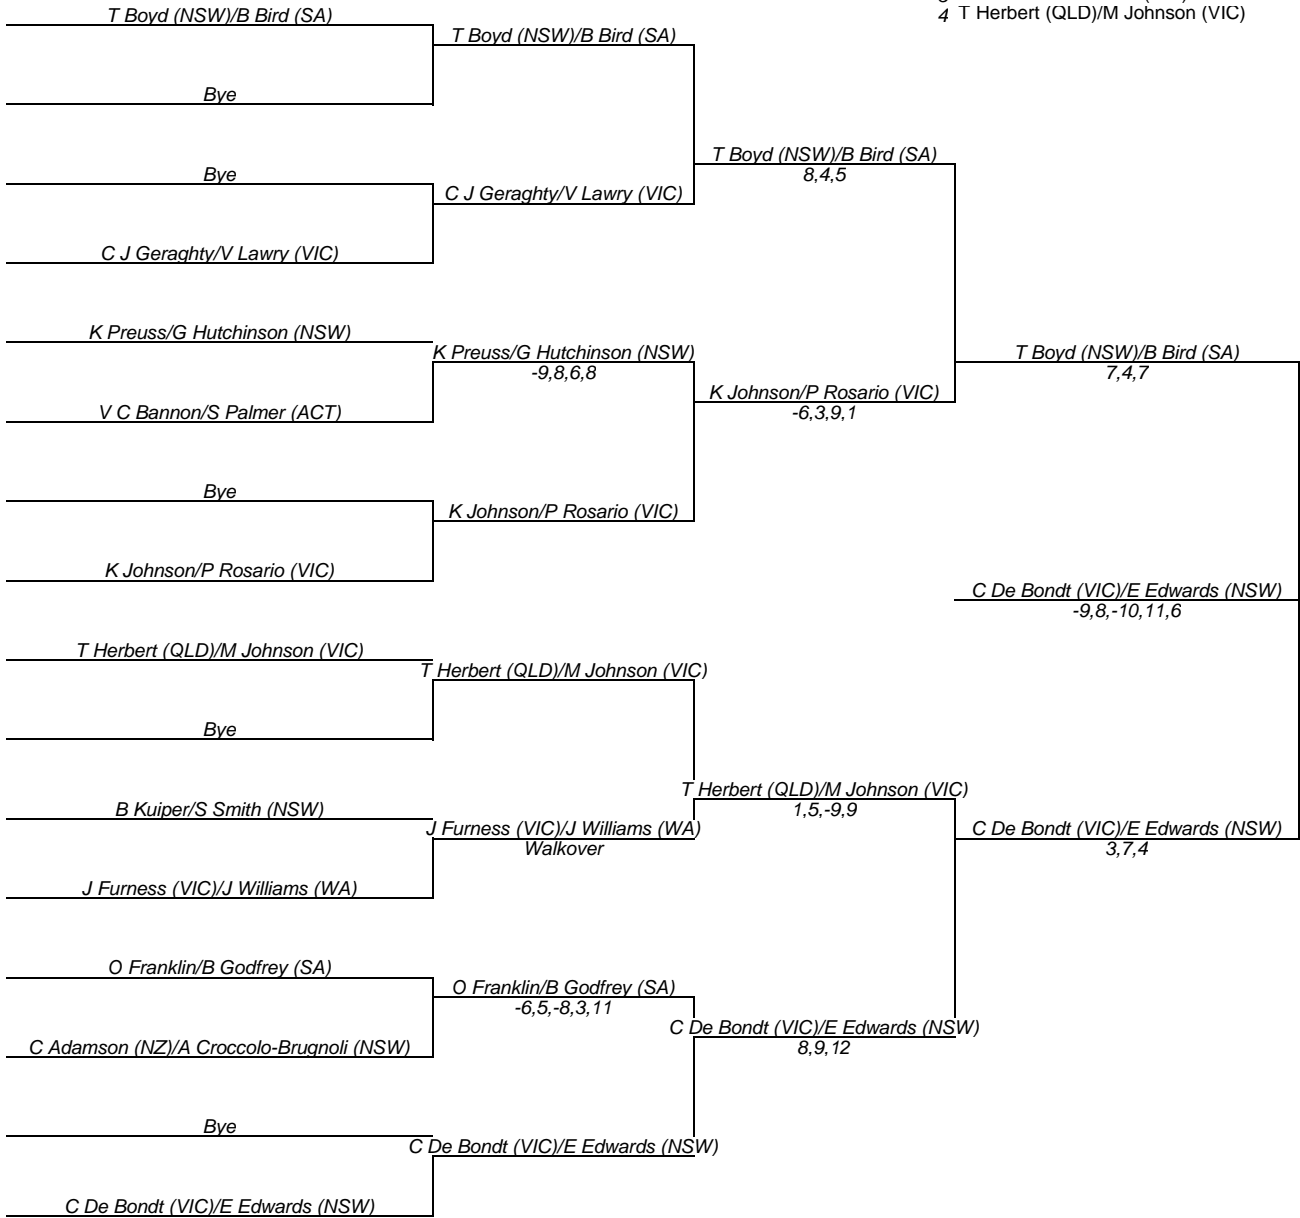 T Boyd (NSW)/B Bird (SA)
4 T Herbert (QLD)/M Johnson (VIC)
T Boyd (NSW)/B Bird (SA)
Bye
T Boyd (NSW)/B Bird (SA)
8,4,5
Bye
C J Geraghty/V Lawry (VIC)
C J Geraghty/V Lawry (VIC)
K Preuss/G Hutchinson (NSW)
K Preuss/G Hutchinson (NSW)
-9,8,6,8
T Boyd (NSW)/B Bird (SA)
7,4,7
K Johnson/P Rosario (VIC)
-6,3,9,1
V C Bannon/S Palmer (ACT)
Bye
K Johnson/P Rosario (VIC)
K Johnson/P Rosario (VIC)
C De Bondt (VIC)/E Edwards (NSW)
-9,8,-10,11,6
T Herbert (QLD)/M Johnson (VIC)
T Herbert (QLD)/M Johnson (VIC)
Bye
T Herbert (QLD)/M Johnson (VIC)
1,5,-9,9
B Kuiper/S Smith (NSW)
J Furness (VIC)/J Williams (WA)
Walkover
C De Bondt (VIC)/E Edwards (NSW)
3,7,4
J Furness (VIC)/J Williams (WA)
O Franklin/B Godfrey (SA)
O Franklin/B Godfrey (SA)
-6,5,-8,3,11
C De Bondt (VIC)/E Edwards (NSW)
8,9,12
C Adamson (NZ)/A Croccolo-Brugnoli (NSW)
Bye
C De Bondt (VIC)/E Edwards (NSW)
C De Bondt (VIC)/E Edwards (NSW)